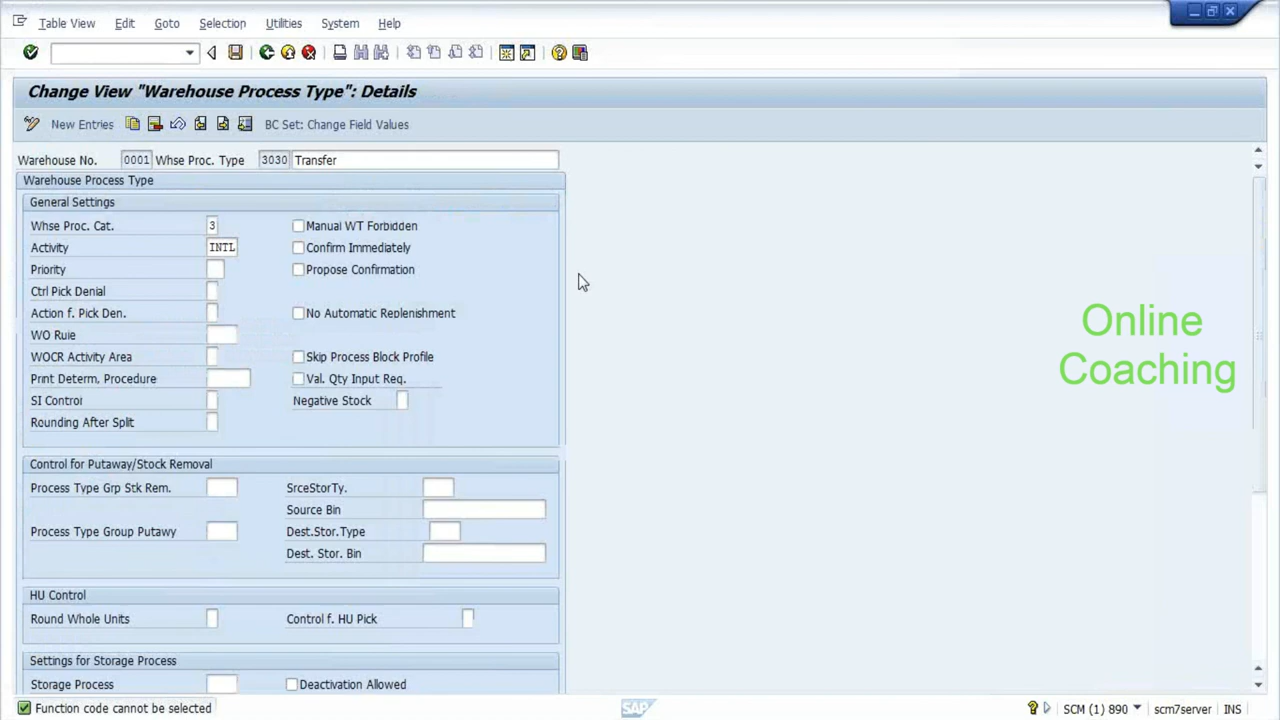 Table View Edit Goto Selection Utilities System Help
Change View "Warehouse Process Type": Details
New Entries BC Set: Change Field Values
Warehouse No. 0001 Whse Proc. Type 3030 Transfer
Warehouse Process Type
General Settings
Whse Proc. Cat. 3 Manual WT Forbidden
Activity INTL Confirm Immediately
Priority Propose Confirmation
Ctrl Pick Denial
Action f. Pick Den. No Automatic Replenishment
WO Rule
WOCR Activity Area Skip Process Block Profile
Print Determ. Procedure Val. Qty Input Req.
SI Control Negative Stock
Rounding After Split
Control for Putaway/Stock Removal
Process Type Grp Stk Rem. SrceStorTy.
Source Bin
Process Type Group Putawy Dest.Stor.Type
Dest. Stor. Bin
HU Control
Round Whole Units Control f. HU Pick
Settings for Storage Process
Storage Process Deactivation Allowed
Online
Coaching
Function code cannot be selected SAP SCM (1) 890 scm7server INS